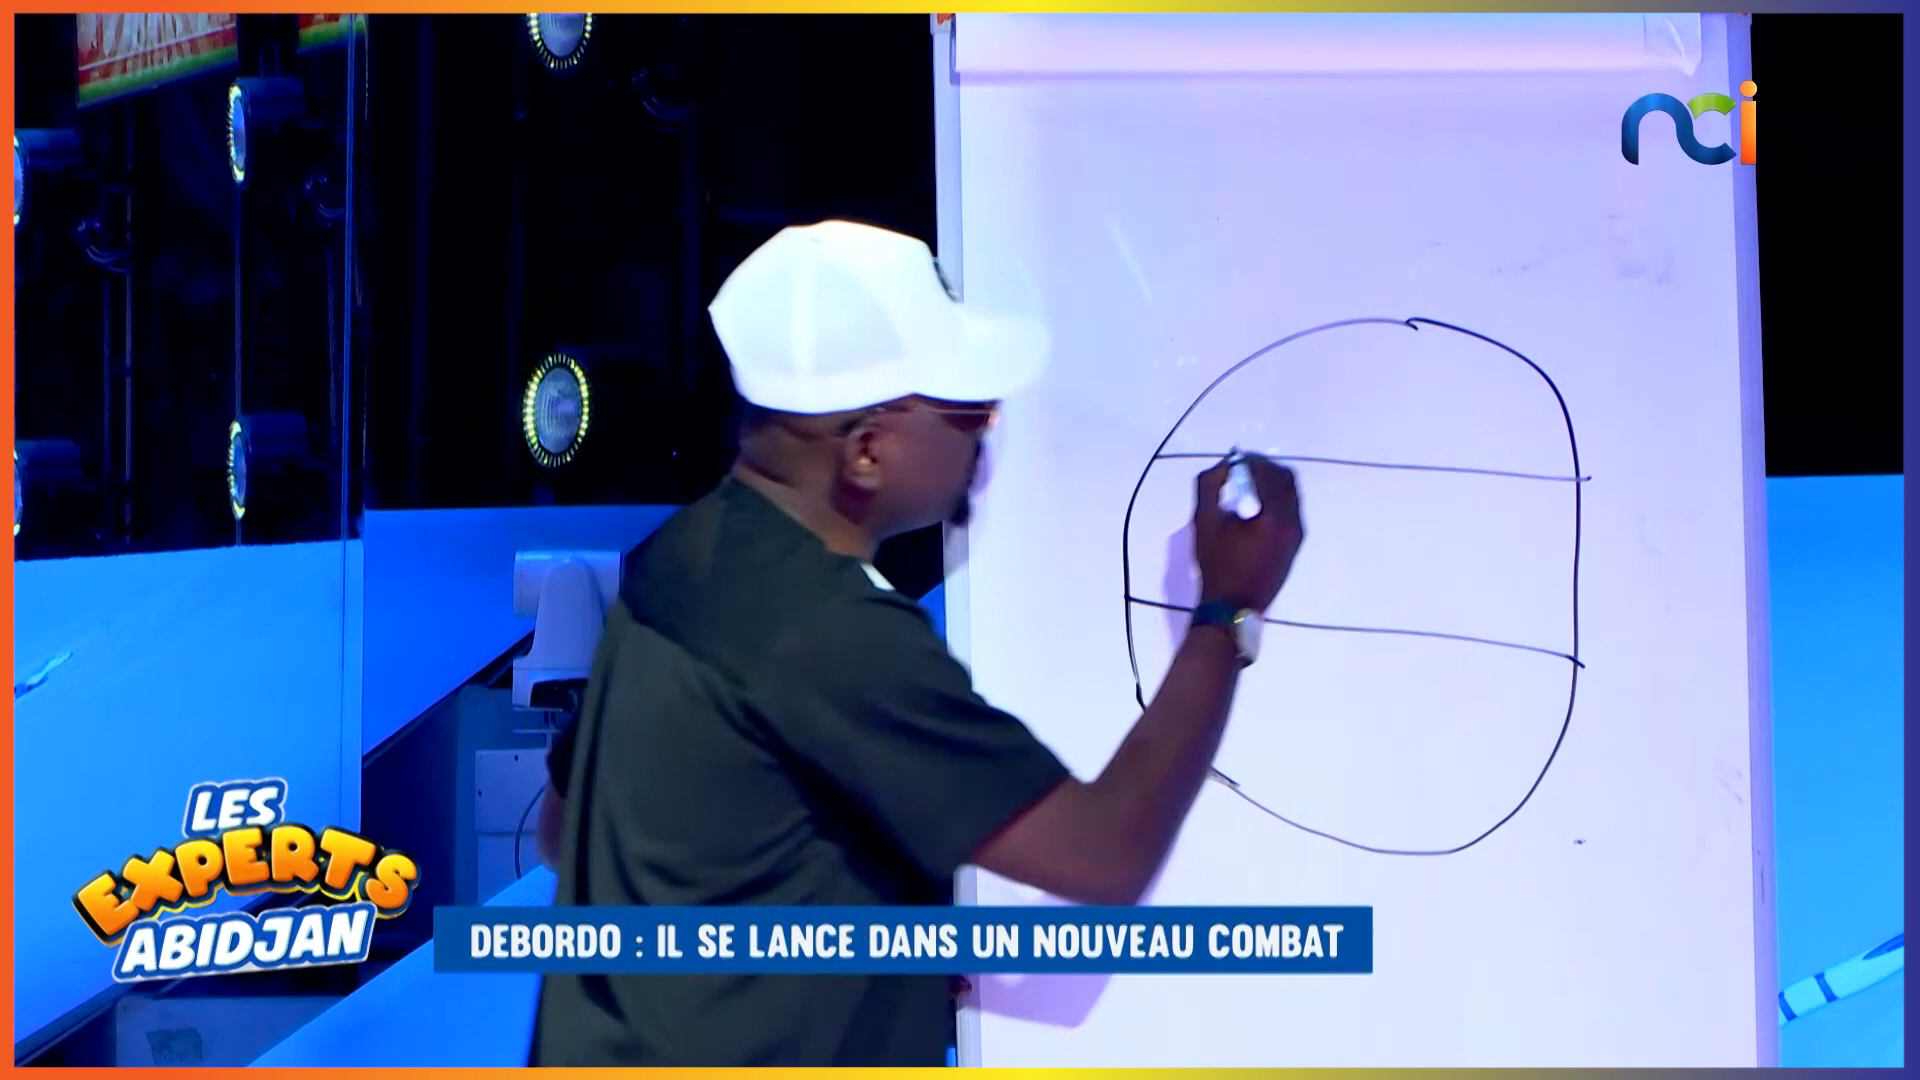 nci
LES
EXPERTS
ABIDJAN
DEBORDO : IL SE LANCE DANS UN NOUVEAU COMBAT